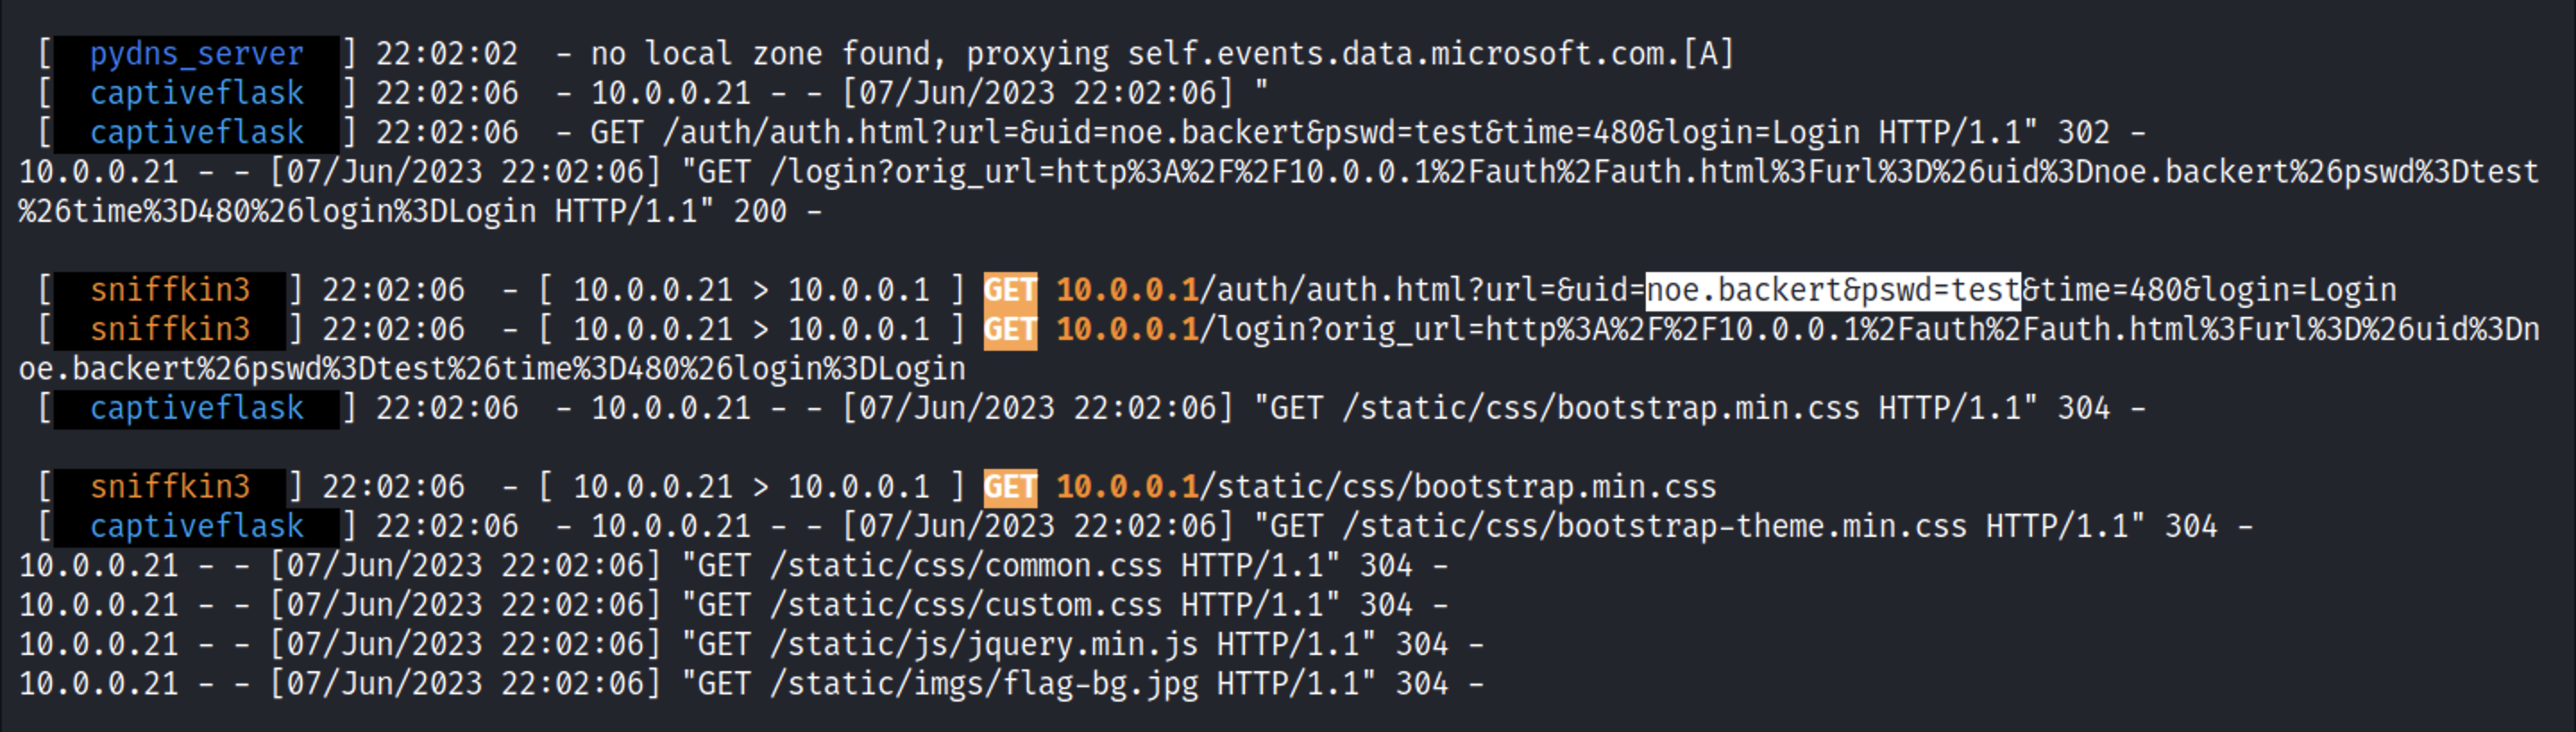 [  pydns_server  ] 22:02:02  - no local zone found, proxying self.events.data.microsoft.com.[A]
[  captiveflask  ] 22:02:06  - 10.0.0.21 - - [07/Jun/2023 22:02:06] "
[  captiveflask  ] 22:02:06  - GET /auth/auth.html?url=&uid=noe.backert&pswd=test&time=480&login=Login HTTP/1.1" 302 -
10.0.0.21 - - [07/Jun/2023 22:02:06] "GET /login?orig_url=http%3A%2F%2F10.0.0.1%2Fauth%2Fauth.html%3Furl%3D%26uid%3Dnoe.backert%26pswd%3Dtest
%26time%3D480%26login%3DLogin HTTP/1.1" 200 -
[  sniffkin3  ] 22:02:06  - [ 10.0.0.21 > 10.0.0.1 ] GET 10.0.0.1/auth/auth.html?url=&uid=noe.backert&pswd=test&time=480&login=Login
[  sniffkin3  ] 22:02:06  - [ 10.0.0.21 > 10.0.0.1 ] GET 10.0.0.1/login?orig_url=http%3A%2F%2F10.0.0.1%2Fauth%2Fauth.html%3Furl%3D%26uid%3Dn
oe.backert%26pswd%3Dtest%26time%3D480%26login%3DLogin
[  captiveflask  ] 22:02:06  - 10.0.0.21 - - [07/Jun/2023 22:02:06] "GET /static/css/bootstrap.min.css HTTP/1.1" 304 -
[  sniffkin3  ] 22:02:06  - [ 10.0.0.21 > 10.0.0.1 ] GET 10.0.0.1/static/css/bootstrap.min.css
[  captiveflask  ] 22:02:06  - 10.0.0.21 - - [07/Jun/2023 22:02:06] "GET /static/css/bootstrap-theme.min.css HTTP/1.1" 304 -
10.0.0.21 - - [07/Jun/2023 22:02:06] "GET /static/css/common.css HTTP/1.1" 304 -
10.0.0.21 - - [07/Jun/2023 22:02:06] "GET /static/css/custom.css HTTP/1.1" 304 -
10.0.0.21 - - [07/Jun/2023 22:02:06] "GET /static/js/jquery.min.js HTTP/1.1" 304 -
10.0.0.21 - - [07/Jun/2023 22:02:06] "GET /static/imgs/flag-bg.jpg HTTP/1.1" 304 -